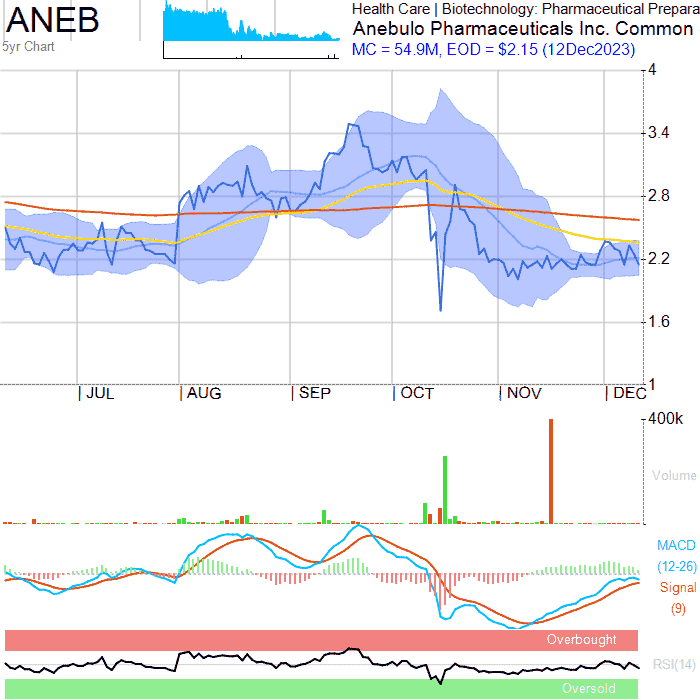 ANEB
5yr Chart
Health Care | Biotechnology: Pharmaceutical Prepara
Anebulo Pharmaceuticals Inc. Common
MC = 54.9M, EOD = $2.15 (12Dec2023)
4
3.4
2.8
2.2
1.6
1
| JUL | AUG | SEP | OCT | NOV | DEC
400k
Volume
MACD
(12-26)
Signal
(9)
Overbought
RSI(14)
Oversold